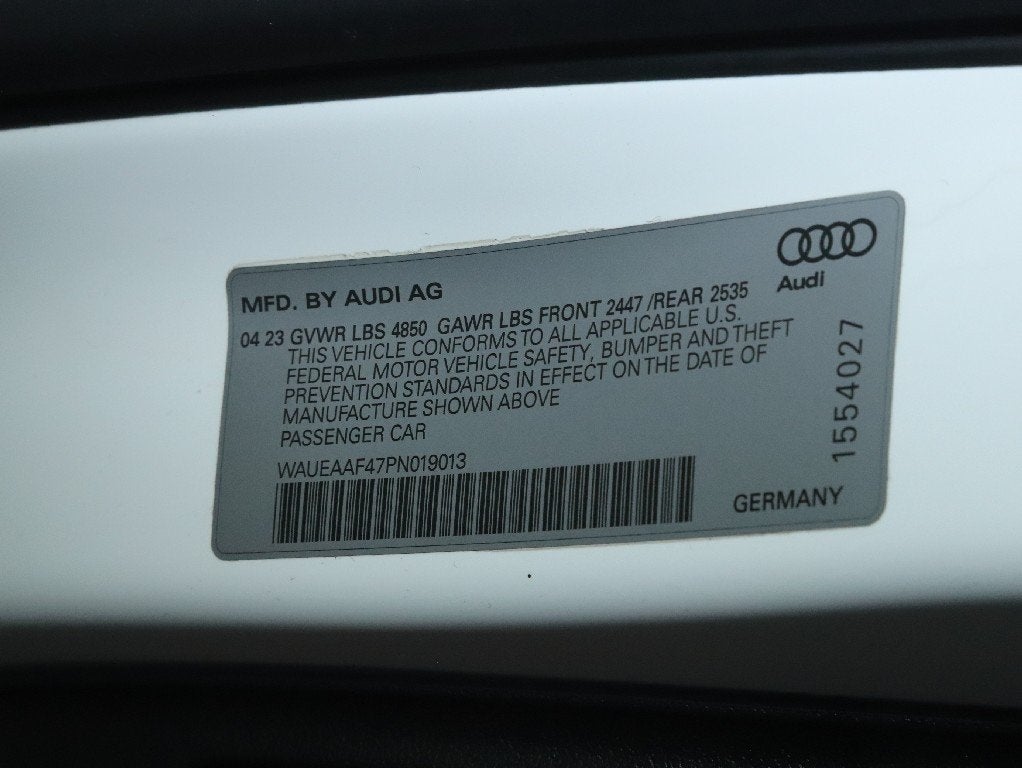 MFD. BY AUDI AG
Audi
04 23 GVWR LBS 4850 GAWR LBS FRONT 2447 /REAR 2535
THIS VEHICLE CONFORMS TO ALL APPLICABLE U.S.
FEDERAL MOTOR VEHICLE SAFETY, BUMPER AND THEFT
PREVENTION STANDARDS IN EFFECT ON THE DATE OF
MANUFACTURE SHOWN ABOVE
PASSENGER CAR
WAUEAAF47PN019013
GERMANY
1554027